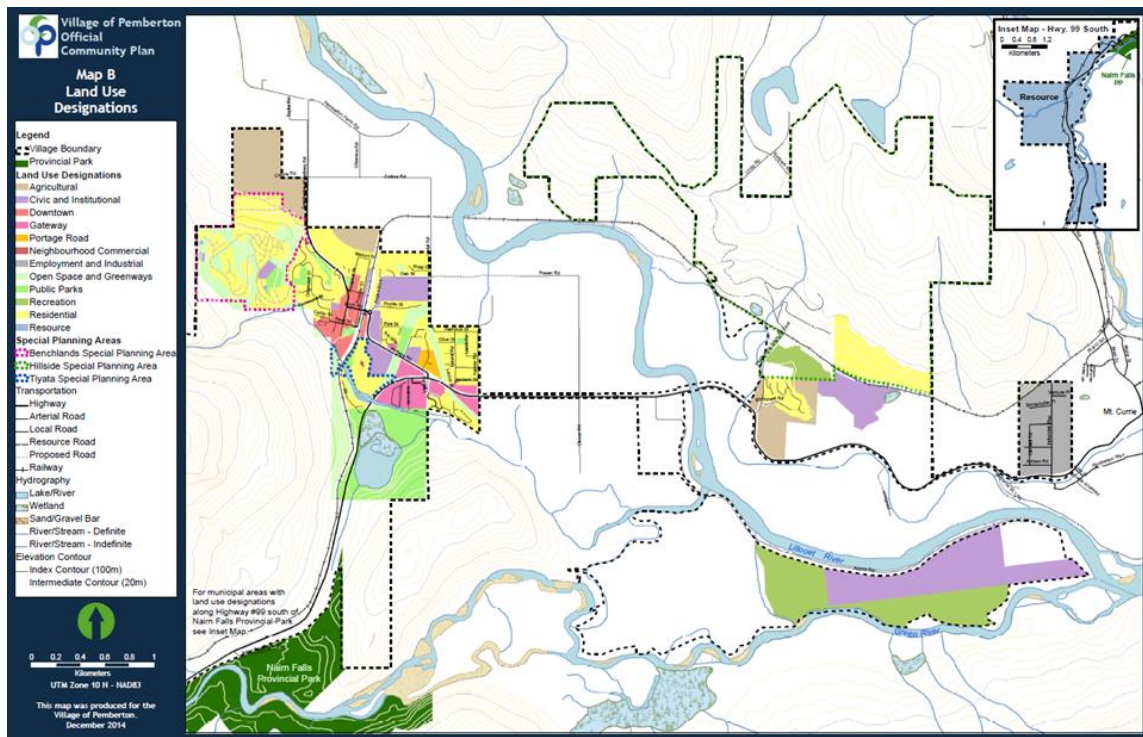 Village of Pemberton
Official
Community Plan
Map B
Land Use
Designations
Legend
Village Boundary
Provincial Park
Land Use Designations
Agricultural
Civic and Institutional
Downtown
Gateway
Portage Road
Neighbourhood Commercial
Employment and Industrial
Open Space and Greenways
Public Parks
Recreation
Residential
Resource
Special Planning Areas
Benchlands Special Planning Area
Hillside Special Planning Area
Tiyata Special Planning Area
Transportation
Highway
Arterial Road
Local Road
Resource Road
Proposed Road
Railway
Hydrography
Lake/River
Wetland
Sand/Gravel Bar
River/Stream - Definite
River/Stream - Indefinite
Elevation Contour
Index Contour (100m)
Intermediate Contour (20m)
0 0.2 0.4 0.6 0.8 1
Kilometers
UTM Zone 10 N - NAD83
This map was produced for the
Village of Pemberton.
December 2014
Inset Map - Hwy. 99 South
0 0.4 0.8 1.2
Kilometers
Nairn
Falls
PP
Resource
Fraser Rd
Mt. Currie
Lillooet River
Green River
For municipal areas with
land use designations
along Highway #99 south of
Nairn Falls Provincial Park
see Inset Map
Nairn Falls
Provincial Park